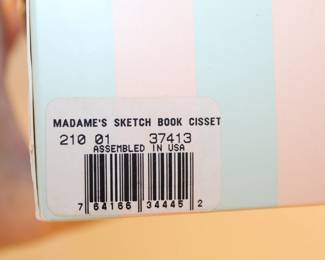 MADAME'S SKETCH BOOK CISSET
210 01 37413
ASSEMBLED IN USA
7 64166 34445 2